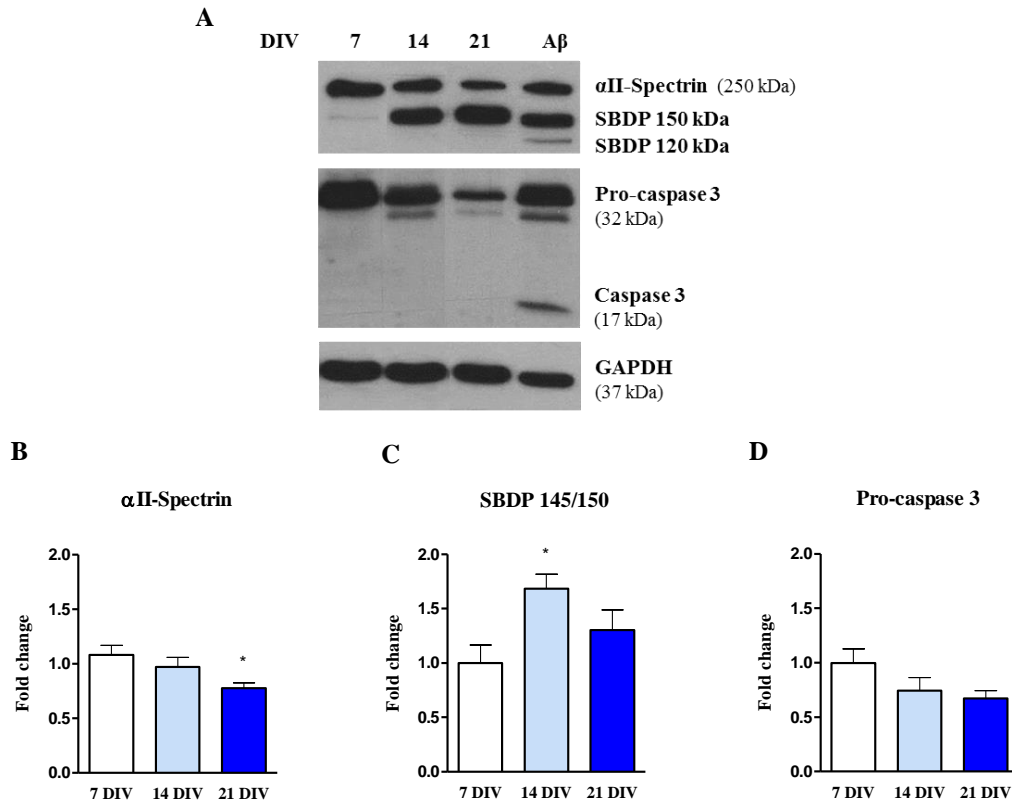 A
DIV 7 14 21 Aβ
αII-Spectrin (250 kDa)
SBDP 150 kDa
SBDP 120 kDa
Pro-caspase 3
(32 kDa)
Caspase 3
(17 kDa)
GAPDH
(37 kDa)
B
αII-Spectrin
Fold change
2.0
1.5
1.0
0.5
0.0
*
7 DIV 14 DIV 21 DIV
C
SBDP 145/150
Fold change
2.0
1.5
1.0
0.5
0.0
*
7 DIV 14 DIV 21 DIV
D
Pro-caspase 3
Fold change
2.0
1.5
1.0
0.5
0.0
7 DIV 14 DIV 21 DIV